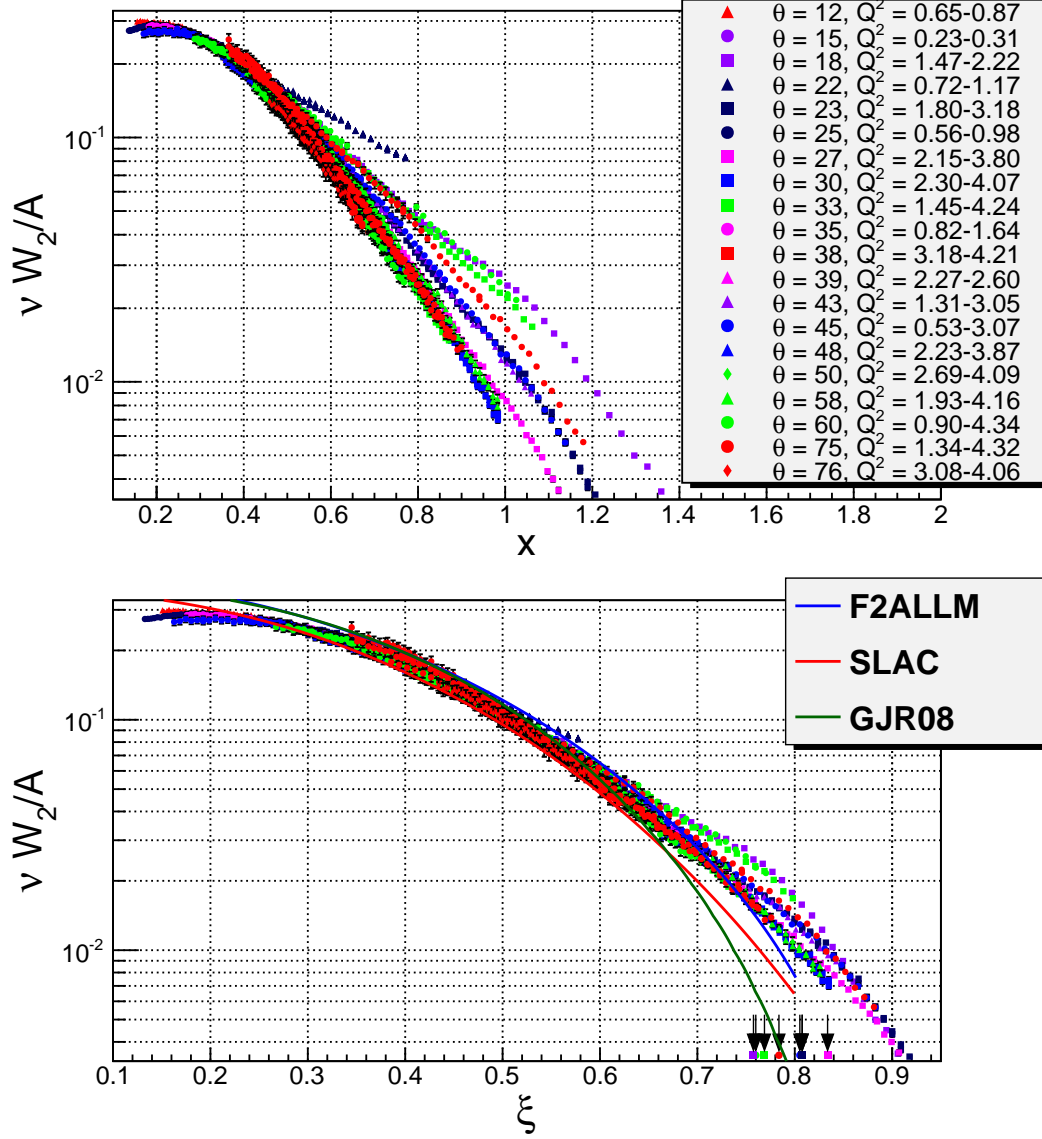 θ = 12, Q² = 0.65-0.87
θ = 15, Q² = 0.23-0.31
θ = 18, Q² = 1.47-2.22
θ = 22, Q² = 0.72-1.17
θ = 23, Q² = 1.80-3.18
θ = 25, Q² = 0.56-0.98
θ = 27, Q² = 2.15-3.80
θ = 30, Q² = 2.30-4.07
θ = 33, Q² = 1.45-4.24
θ = 35, Q² = 0.82-1.64
θ = 38, Q² = 3.18-4.21
θ = 39, Q² = 2.27-2.60
θ = 43, Q² = 1.31-3.05
θ = 45, Q² = 0.53-3.07
θ = 48, Q² = 2.23-3.87
θ = 50, Q² = 2.69-4.09
θ = 58, Q² = 1.93-4.16
θ = 60, Q² = 0.90-4.34
θ = 75, Q² = 1.34-4.32
θ = 76, Q² = 3.08-4.06
ν W₂/A
10⁻¹
10⁻²
0.2 0.4 0.6 0.8 1 1.2 1.4 1.6 1.8 2
x
F2ALLM
SLAC
GJR08
ν W₂/A
10⁻¹
10⁻²
0.1 0.2 0.3 0.4 0.5 0.6 0.7 0.8 0.9
ξ